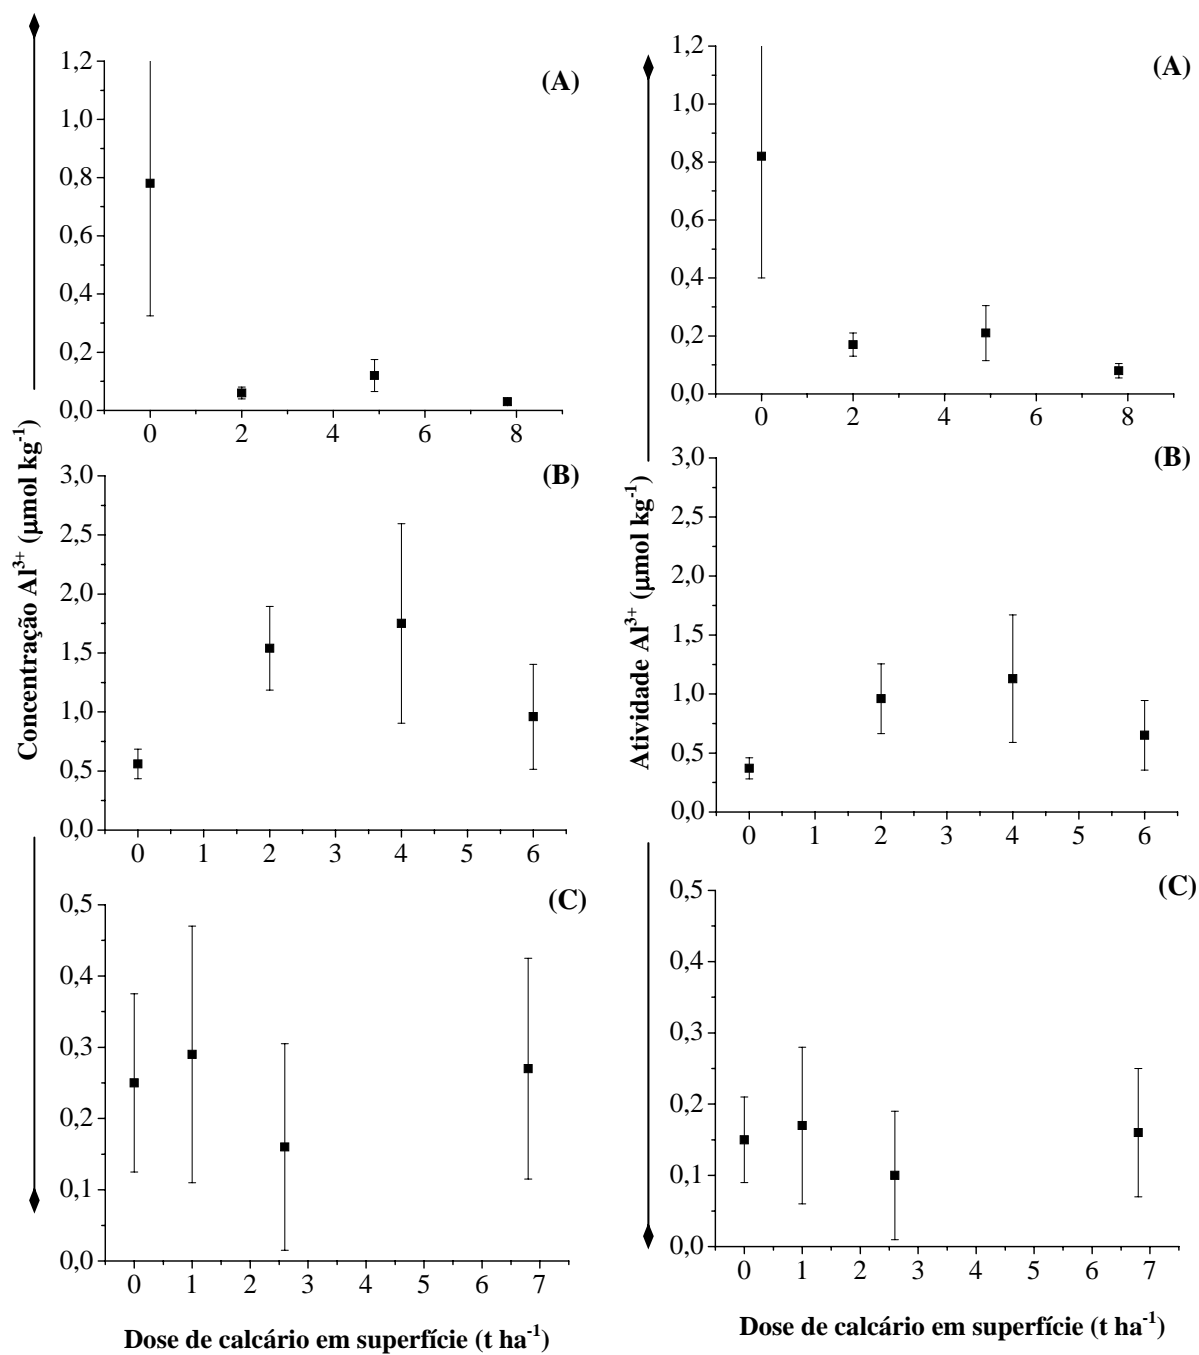 (A)
1,2
1,0
0,8
0,6
0,4
0,2
0,0
0 2 4 6 8
(B)
3,0
2,5
2,0
1,5
1,0
0,5
0,0
0 1 2 3 4 5 6
(C)
0,5
0,4
0,3
0,2
0,1
0,0
0 1 2 3 4 5 6 7
Concentração Al³⁺ (µmol kg⁻¹)
Dose de calcário em superfície (t ha⁻¹)
(A)
1,2
1,0
0,8
0,6
0,4
0,2
0,0
0 2 4 6 8
(B)
3,0
2,5
2,0
1,5
1,0
0,5
0,0
0 1 2 3 4 5 6
(C)
0,5
0,4
0,3
0,2
0,1
0,0
0 1 2 3 4 5 6 7
Atividade Al³⁺ (µmol kg⁻¹)
Dose de calcário em superfície (t ha⁻¹)